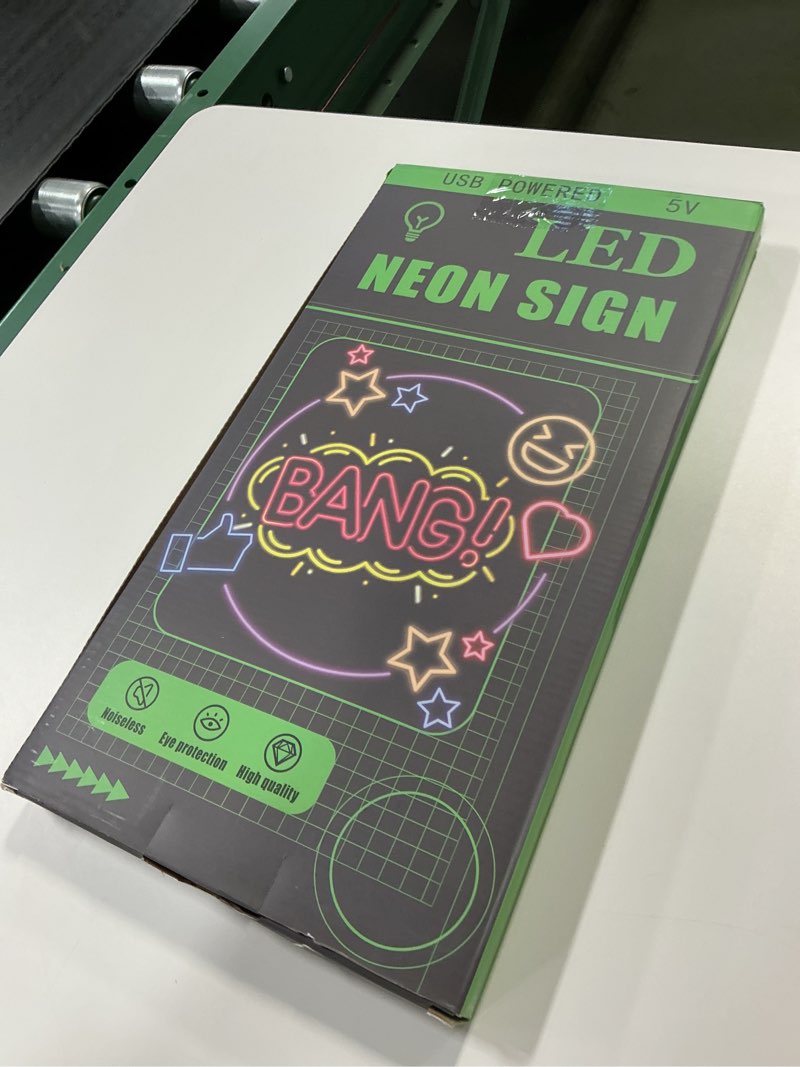 USB POWERED 5V
LED
NEON SIGN
BANG!
Noiseless Eye protection High quality